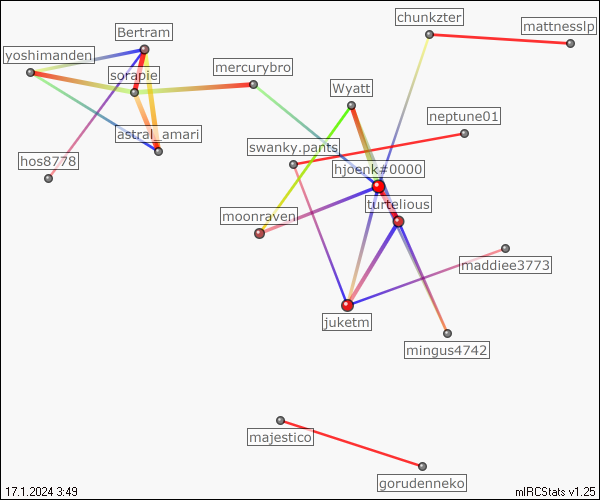 chunkzter
mattnesslp
Bertram
yoshimanden
mercurybro
sorapie
Wyatt
neptune01
astral_amari
swanky.pants
hos8778
hjoenk#0000
turtelious
moonraven
maddiee3773
juketm
mingus4742
majestico
gorudenneko
17.1.2024 3:49
mIRCStats v1.25